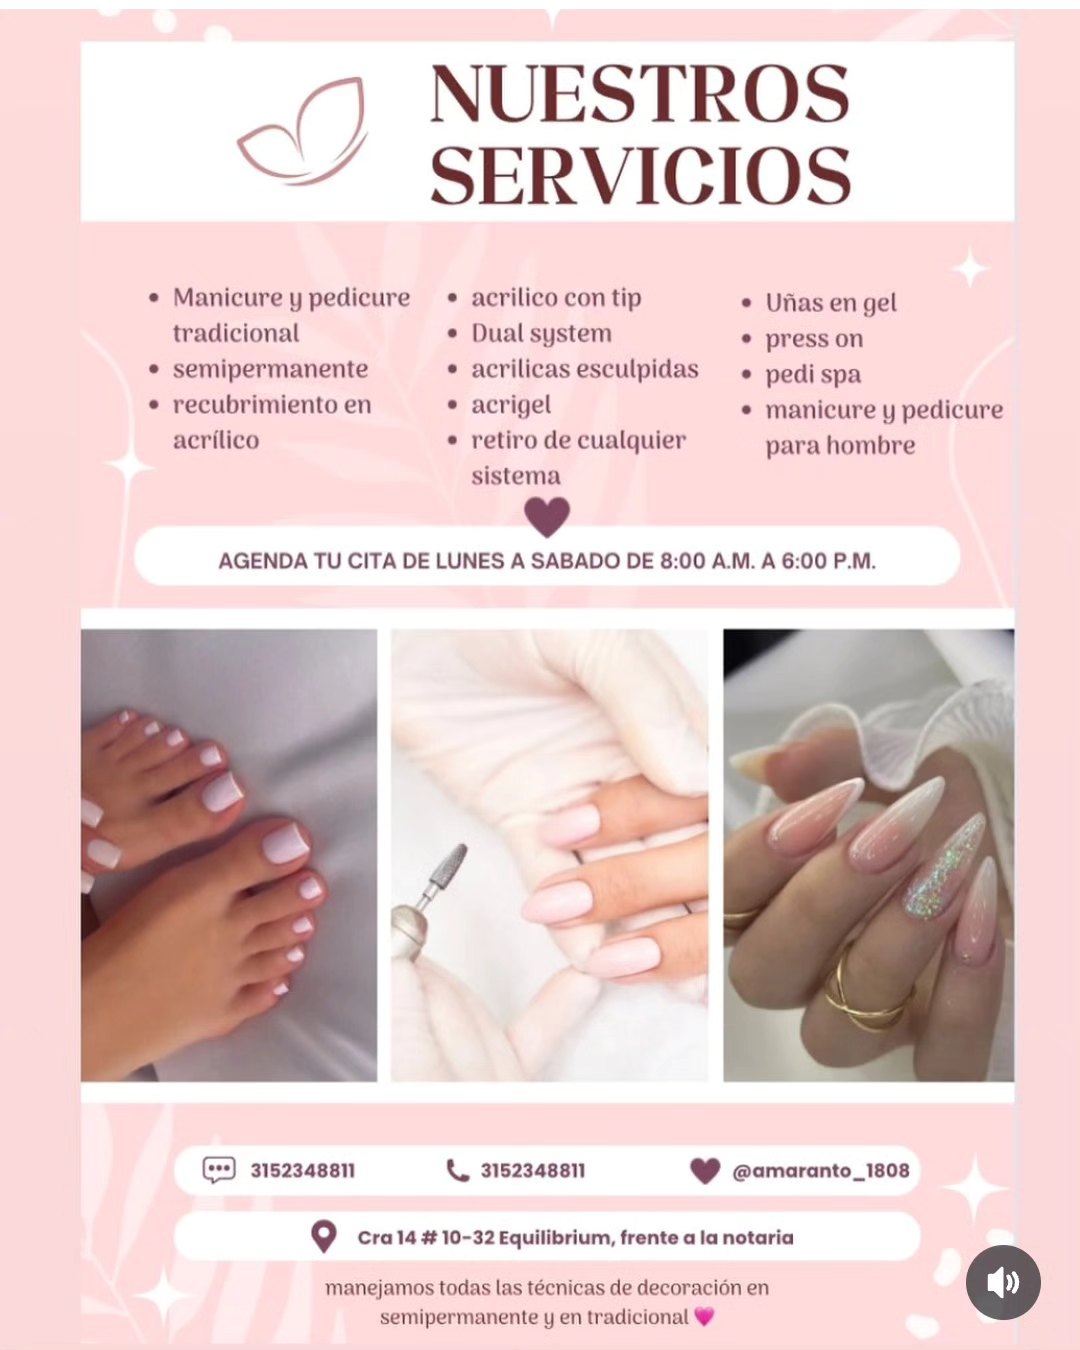 NUESTROS
SERVICIOS
Manicure y pedicure
tradicional
semipermanente
recubrimiento en
acrílico
acrilico con tip
Dual system
acrilicas esculpidas
acrigel
retiro de cualquier
sistema
Uñas en gel
press on
pedi spa
manicure y pedicure
para hombre
AGENDA TU CITA DE LUNES A SABADO DE 8:00 A.M. A 6:00 P.M.
3152348811 3152348811 @amaranto_1808
Cra 14 # 10-32 Equilibrium, frente a la notaria
manejamos todas las técnicas de decoración en
semipermanente y en tradicional 💗